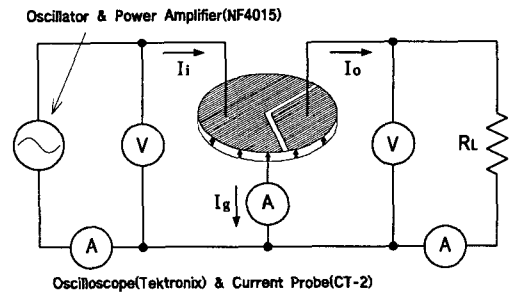 Oscillator & Power Amplifier(NF4015)
Ii
Io
V
V
RL
Ig
A
A
A
Oscilloscope(Tektronix) & Current Probe(CT-2)